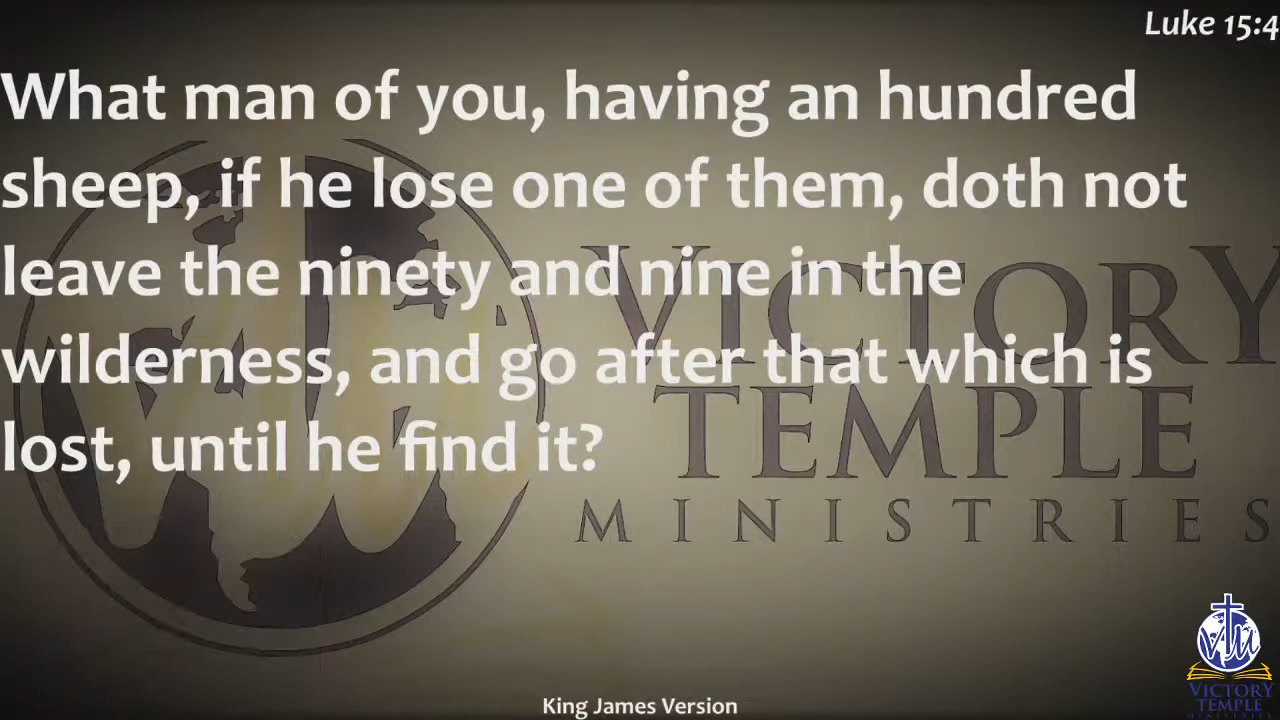 Luke 15:4
What man of you, having an hundred
sheep, if he lose one of them, doth not
leave the ninety and nine in the
wilderness, and go after that which is
lost, until he find it?
VICTORY
TEMPLE
MINISTRIES
VTM
VICTORY
TEMPLE
MINISTRIES
King James Version